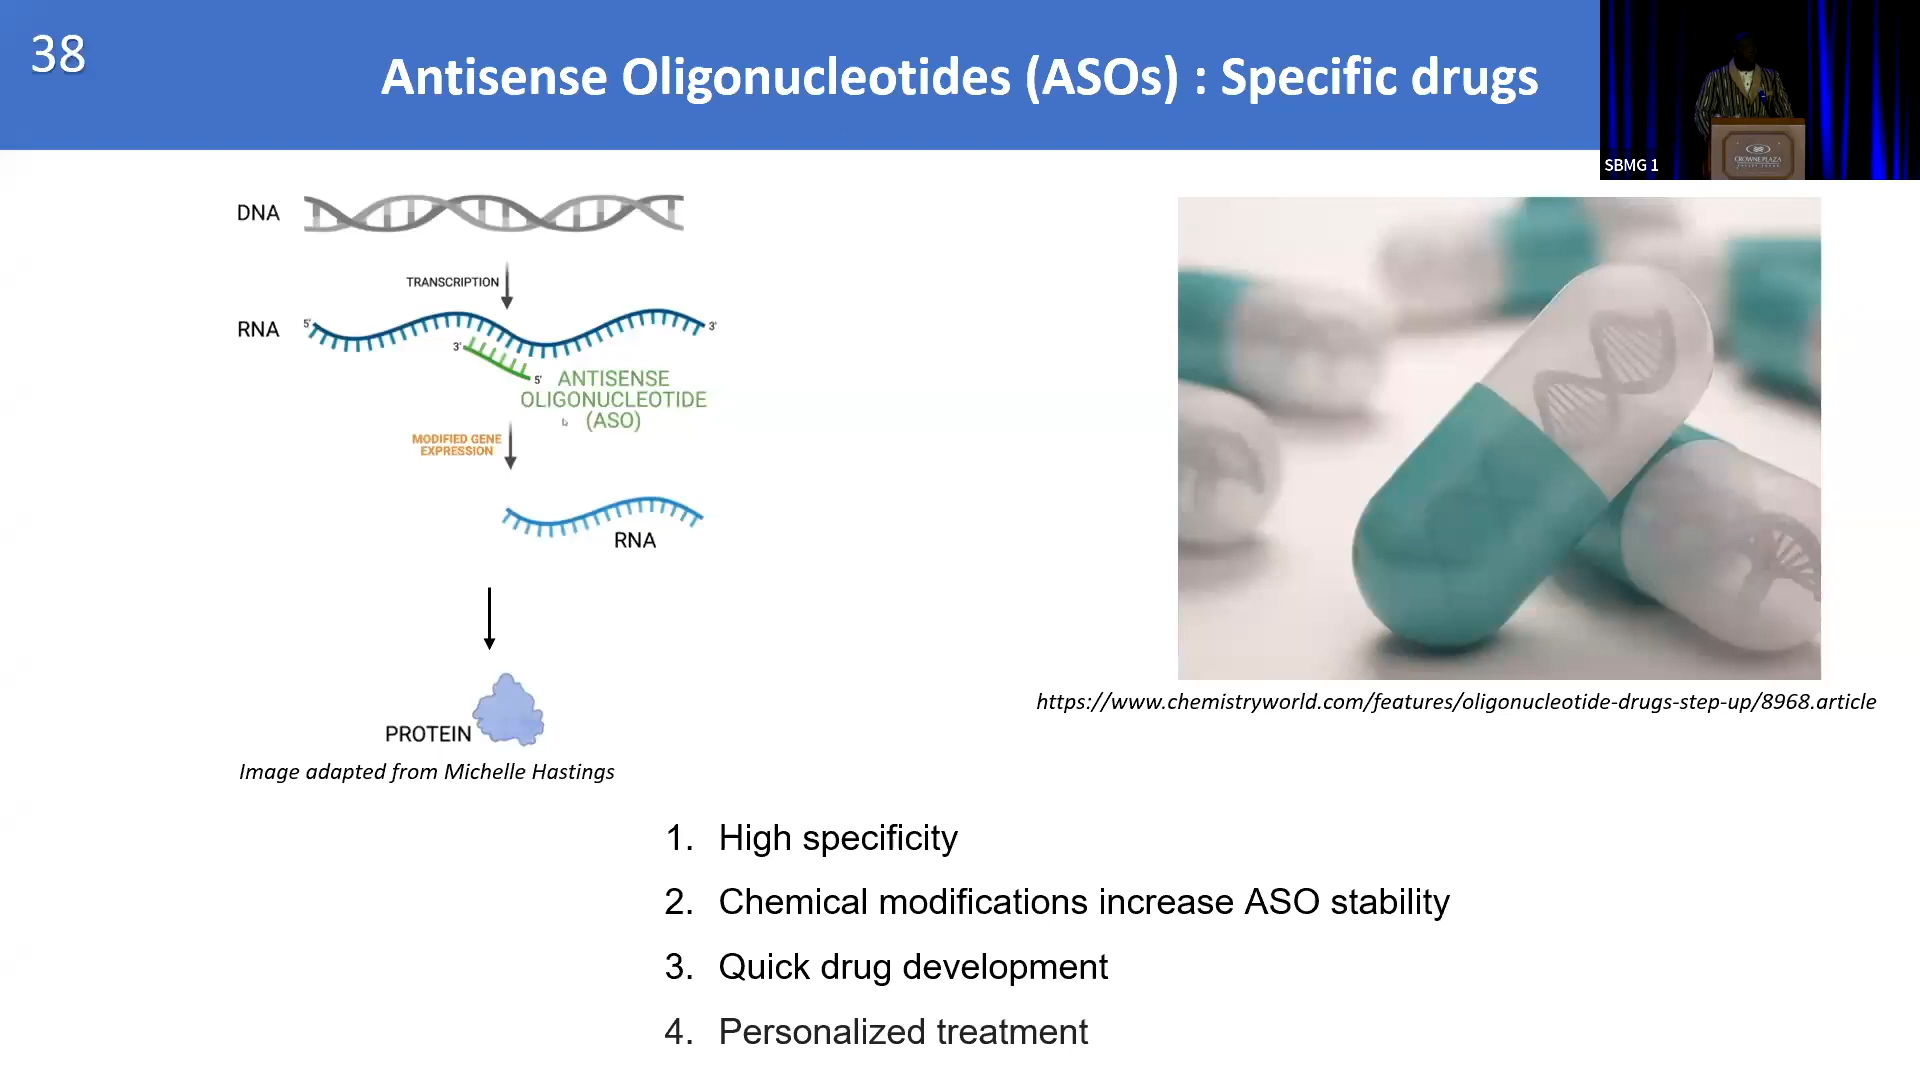 38
Antisense Oligonucleotides (ASOs) : Specific drugs
SBMG 1
CROWNE PLAZA
DNA
TRANSCRIPTION
RNA
5'
3'
3'
5'
ANTISENSE
OLIGONUCLEOTIDE
(ASO)
MODIFIED GENE
EXPRESSION
RNA
PROTEIN
Image adapted from Michelle Hastings
https://www.chemistryworld.com/features/oligonucleotide-drugs-step-up/8968.article
1. High specificity
2. Chemical modifications increase ASO stability
3. Quick drug development
4. Personalized treatment